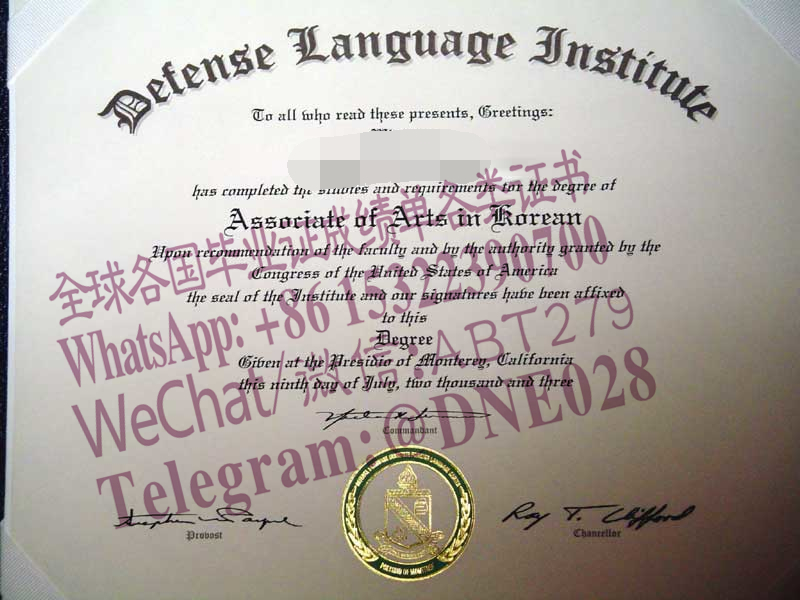 Defense Language Institute
To all who read these presents, Greetings:
has completed the studies and requirements for the degree of
Associate of Arts in Korean
Upon recommendation of the faculty and by the authority granted by the
Congress of the United States of America
the seal of the Institute and our signatures have been affixed
to this
Degree
Given at the Presidio of Monterey, California
this ninth day of July, two thousand and three
Commandant
Provost
Roy T. Clifford
Chancellor
全球各国毕业证成绩单各类证书
WhatsApp: +86 15322390700
WeChat/微信:ABT279
Telegram:@DNE028